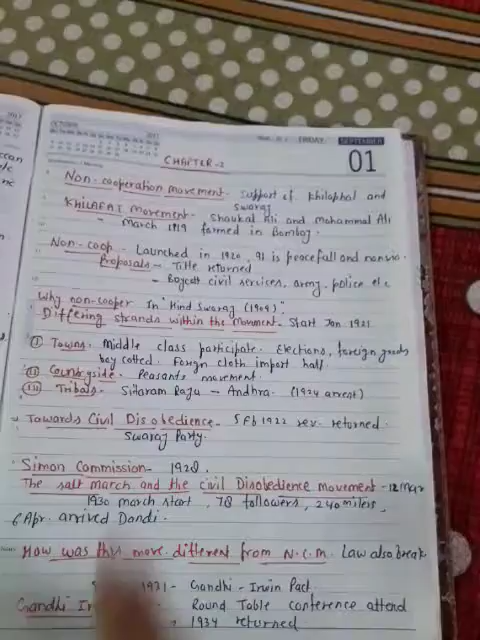 OCTOBER
2017
FRIDAY
SEPTEMBER
01
CHAPTER-2
Non-cooperation movement- Support of Khilaphat and
swaraj
KHILAFAT Movement- Shaukat Ali and Mohammad Ali
- March 1919 formed in Bombay.
Non-coop - Launched in 1920,
is peacefull and
Proposals - Title returned
- Boycott civil services, army, police etc
Why non-cooper In "Hind Swaraj (1909)".
Differing strands within the Movement. Start Jan 1921
(I) Towns- Middle class participate. Elections, foreign goods
boycotted. Foreign cloth import half.
(II) Countryside- Peasants movement.
(III) Tribals- Sitaram Raju - Andhra. (1924 arrest)
Towards Civil Disobedience- 5 Feb 1922 returned.
Swaraj Party.
Simon Commission- 1928.
The salt march and the civil Disobedience movement - 12 Mar
1930 march start, 78 followers, 240 miles,
6 Apr. arrived Dandi.
How was this move different from N.C.M. Law also break
1931- Gandhi - Irwin Pact
Gandhi Round Table conference attend
1934 returned